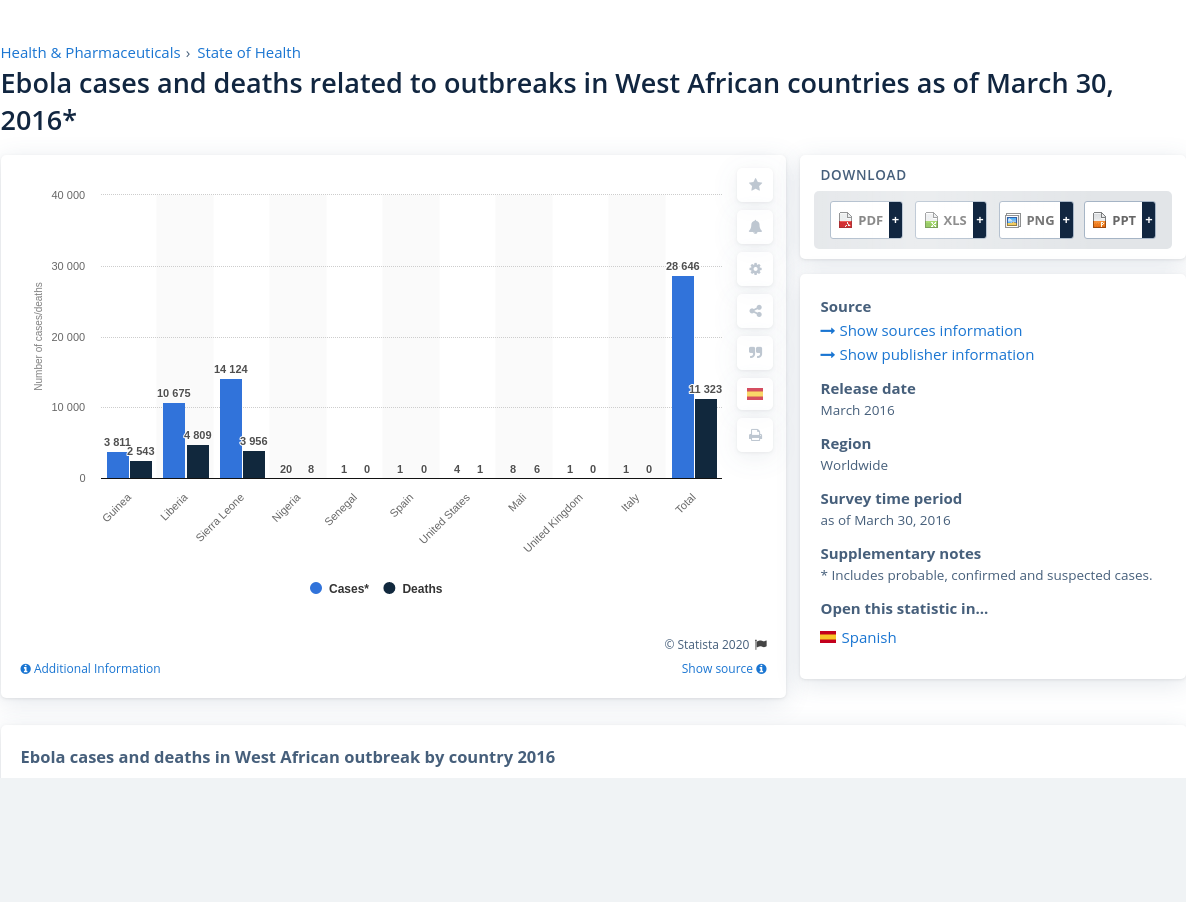 Health & Pharmaceuticals › State of Health
Ebola cases and deaths related to outbreaks in West African countries as of March 30,
2016*
40 000
30 000
20 000
10 000
0
Number of cases/deaths
3 811
2 543
10 675
4 809
14 124
3 956
20
8
1
0
1
0
4
1
8
6
1
0
1
0
28 646
11 323
Guinea
Liberia
Sierra Leone
Nigeria
Senegal
Spain
United States
Mali
United Kingdom
Italy
Total
Cases* Deaths
© Statista 2020
Additional Information
Show source
DOWNLOAD
PDF + XLS + PNG + PPT +
Source
Show sources information
Show publisher information
Release date
March 2016
Region
Worldwide
Survey time period
as of March 30, 2016
Supplementary notes
* Includes probable, confirmed and suspected cases.
Open this statistic in...
Spanish
Ebola cases and deaths in West African outbreak by country 2016